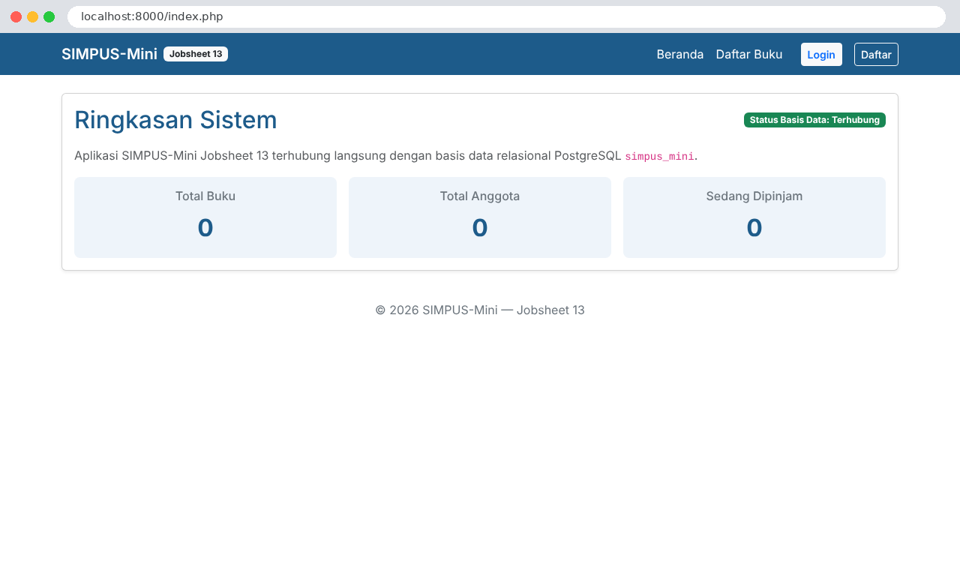 localhost:8000/index.php
SIMPUS-Mini Jobsheet 13 Beranda Daftar Buku Login Daftar
Ringkasan Sistem Status Basis Data: Terhubung
Aplikasi SIMPUS-Mini Jobsheet 13 terhubung langsung dengan basis data relasional PostgreSQL simpus_mini.
Total Buku Total Anggota Sedang Dipinjam
0 0 0
© 2026 SIMPUS-Mini — Jobsheet 13